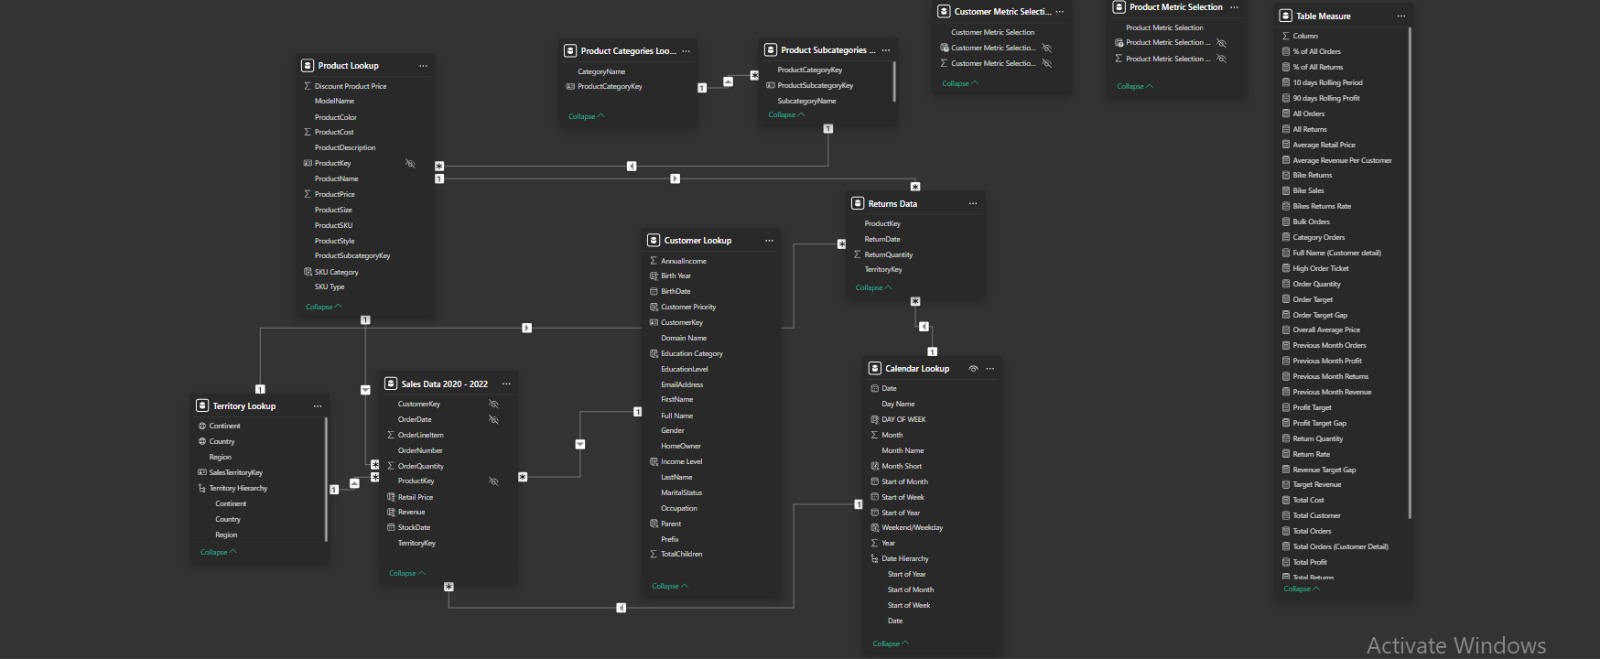 Product Lookup
Discount Product Price
ModelName
ProductColor
ProductCost
ProductDescription
ProductKey
ProductName
ProductPrice
ProductSize
ProductSKU
ProductStyle
ProductSubcategoryKey
SKU Category
SKU Type
Collapse
Product Categories Loo...
CategoryName
ProductCategoryKey
Collapse
Product Subcategories ...
ProductCategoryKey
ProductSubcategoryKey
SubcategoryName
Collapse
Customer Metric Selecti...
Customer Metric Selection
Customer Metric Selectio...
Customer Metric Selectio...
Collapse
Product Metric Selection
Product Metric Selection
Product Metric Selection ...
Product Metric Selection ...
Collapse
Table Measure
Column
% of All Orders
% of All Returns
10 days Rolling Period
90 days Rolling Profit
All Orders
All Returns
Average Retail Price
Average Revenue Per Customer
Bike Returns
Bike Sales
Bikes Returns Rate
Bulk Orders
Category Orders
Full Name (Customer detail)
High Order Ticket
Order Quantity
Order Target
Order Target Gap
Overall Average Price
Previous Month Orders
Previous Month Profit
Previous Month Returns
Previous Month Revenue
Profit Target
Profit Target Gap
Return Quantity
Return Rate
Revenue Target Gap
Target Revenue
Total Cost
Total Customer
Total Orders
Total Orders (Customer Detail)
Total Profit
Total Returns
Collapse
Returns Data
ProductKey
ReturnDate
ReturnQuantity
TerritoryKey
Collapse
Customer Lookup
AnnualIncome
Birth Year
BirthDate
Customer Priority
CustomerKey
Domain Name
Education Category
EducationLevel
EmailAddress
FirstName
Full Name
Gender
HomeOwner
Income Level
LastName
MaritalStatus
Occupation
Parent
Prefix
TotalChildren
Collapse
Calendar Lookup
Date
Day Name
DAY OF WEEK
Month
Month Name
Month Short
Start of Month
Start of Week
Start of Year
Weekend/Weekday
Year
Date Hierarchy
Start of Year
Start of Month
Start of Week
Date
Collapse
Sales Data 2020 - 2022
CustomerKey
OrderDate
OrderLineItem
OrderNumber
OrderQuantity
ProductKey
Retail Price
Revenue
StockDate
TerritoryKey
Collapse
Territory Lookup
Continent
Country
Region
SalesTerritoryKey
Territory Hierarchy
Continent
Country
Region
Collapse
1
*
1
*
1
*
*
*
1
1
1
*
*
1
*
1
1
*
Activate Windows